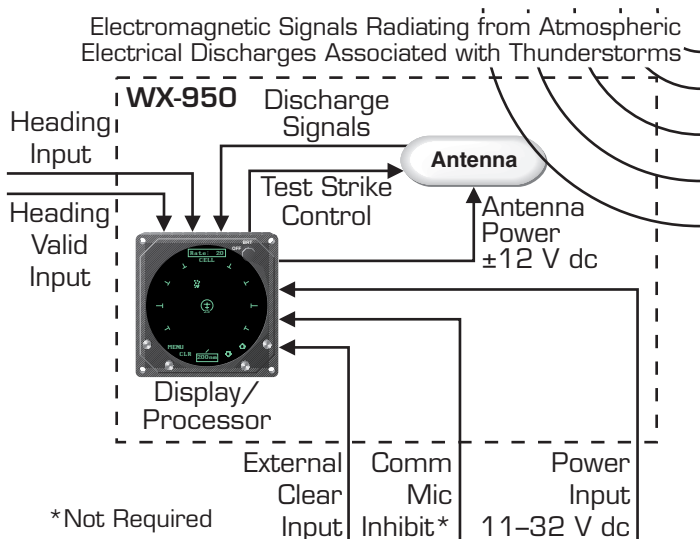 Electromagnetic Signals Radiating from Atmospheric
Electrical Discharges Associated with Thunderstorms
WX-950
Discharge
Signals
Heading
Input
Antenna
Test Strike
Control
Heading
Valid
Input
Antenna
Power
±12 V dc
BRT
OFF
Rate: 20
CELL
MENU
CLR
200nm
Display/
Processor
External
Clear
Input
Comm
Mic
Inhibit*
Power
Input
11–32 V dc
*Not Required